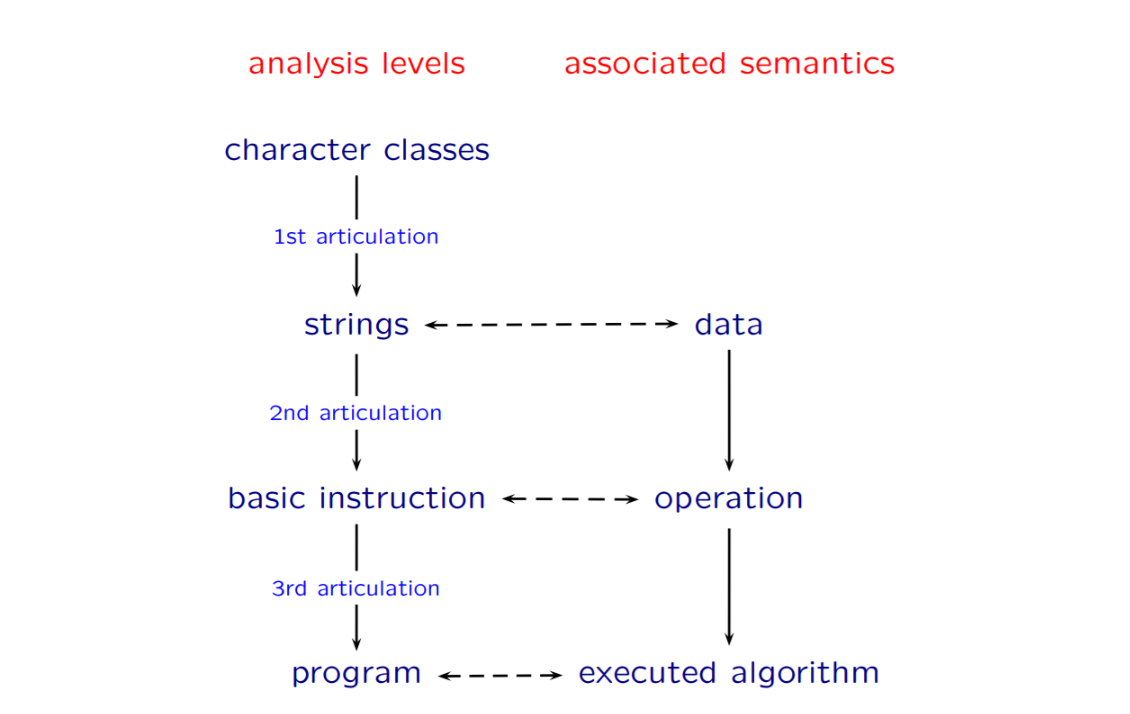 analysis levels associated semantics
character classes
1st articulation
strings data
2nd articulation
basic instruction operation
3rd articulation
program executed algorithm